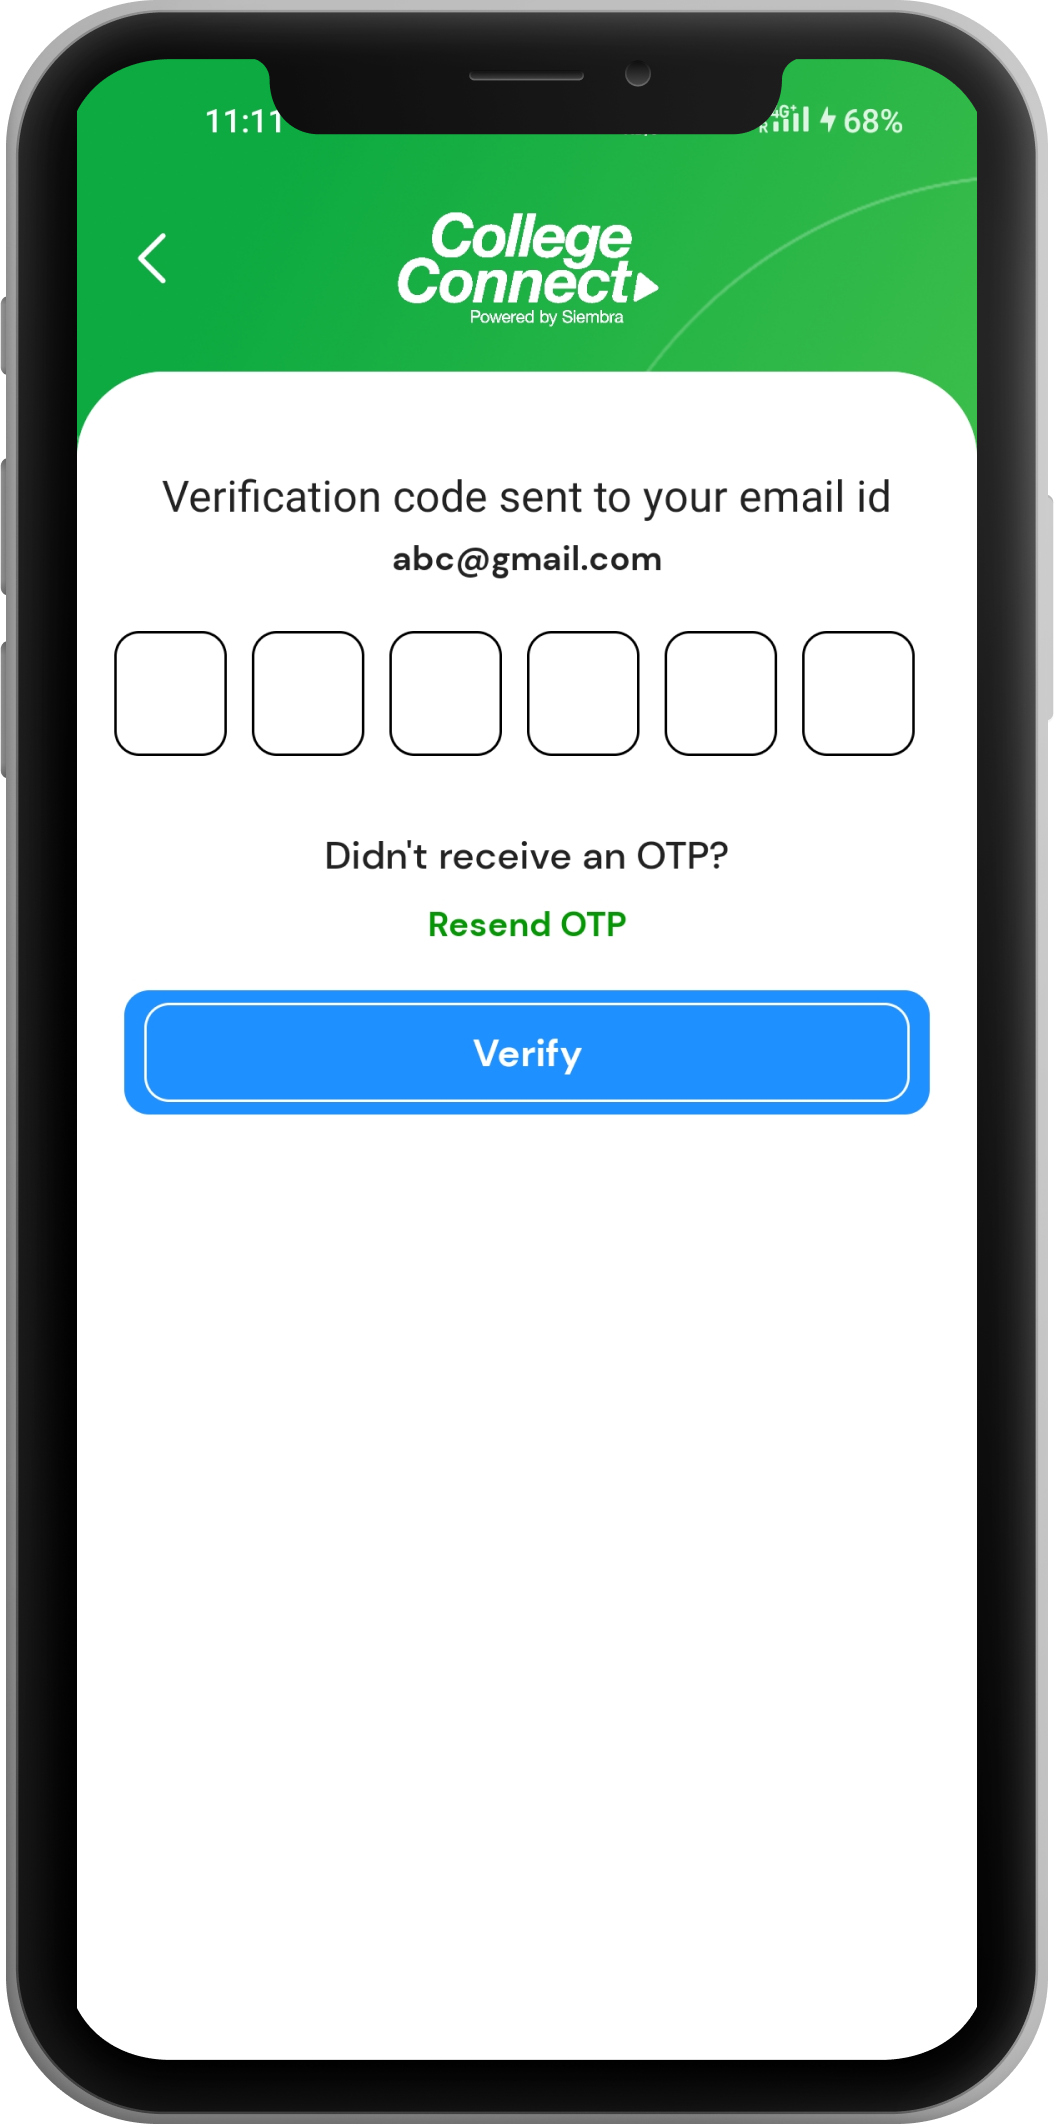 11:11
4G+
R
68%
College
Connect
Powered by Siembra
Verification code sent to your email id
abc@gmail.com
Didn't receive an OTP?
Resend OTP
Verify